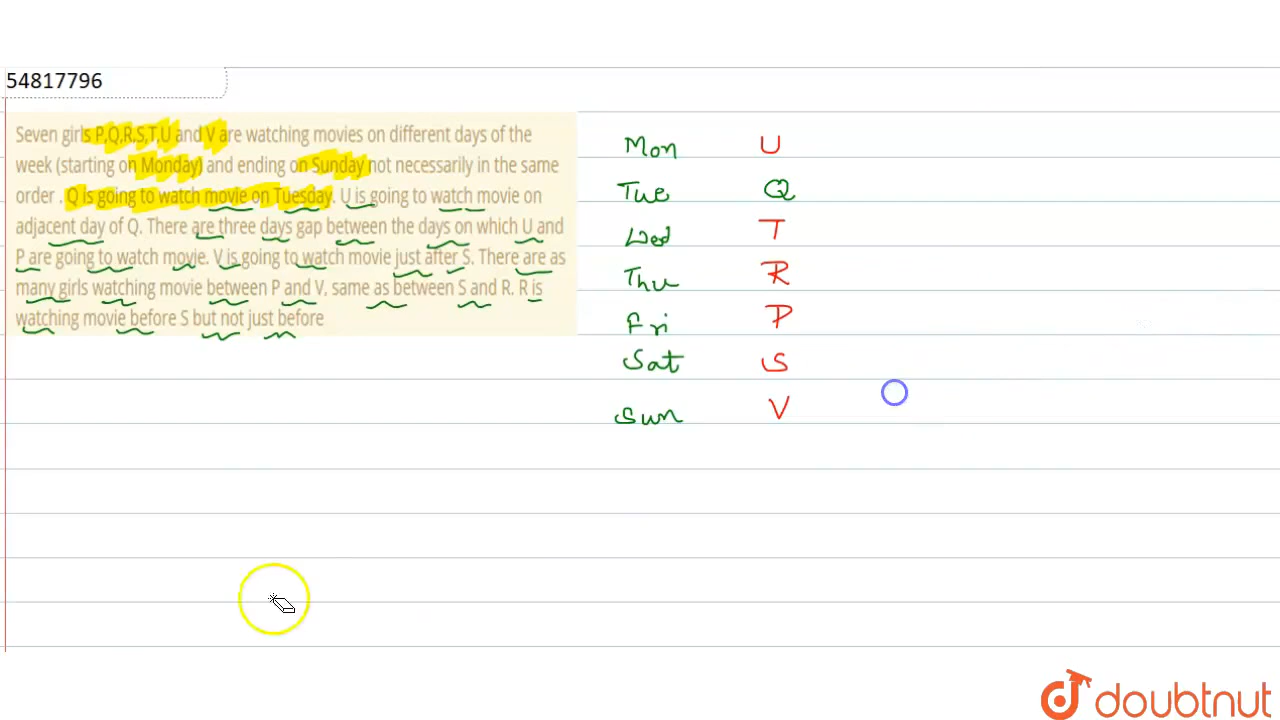 54817796
Seven girls P,Q,R,S,T,U and V are watching movies on different days of the
week (starting on Monday) and ending on Sunday not necessarily in the same
order . Q is going to watch movie on Tuesday. U is going to watch movie on
adjacent day of Q. There are three days gap between the days on which U and
P are going to watch movie. V is going to watch movie just after S. There are as
many girls watching movie between P and V, same as between S and R. R is
watching movie before S but not just before
Mon U
Tue Q
Wed T
Thu R
Fri P
Sat S
Sun V
doubtnut